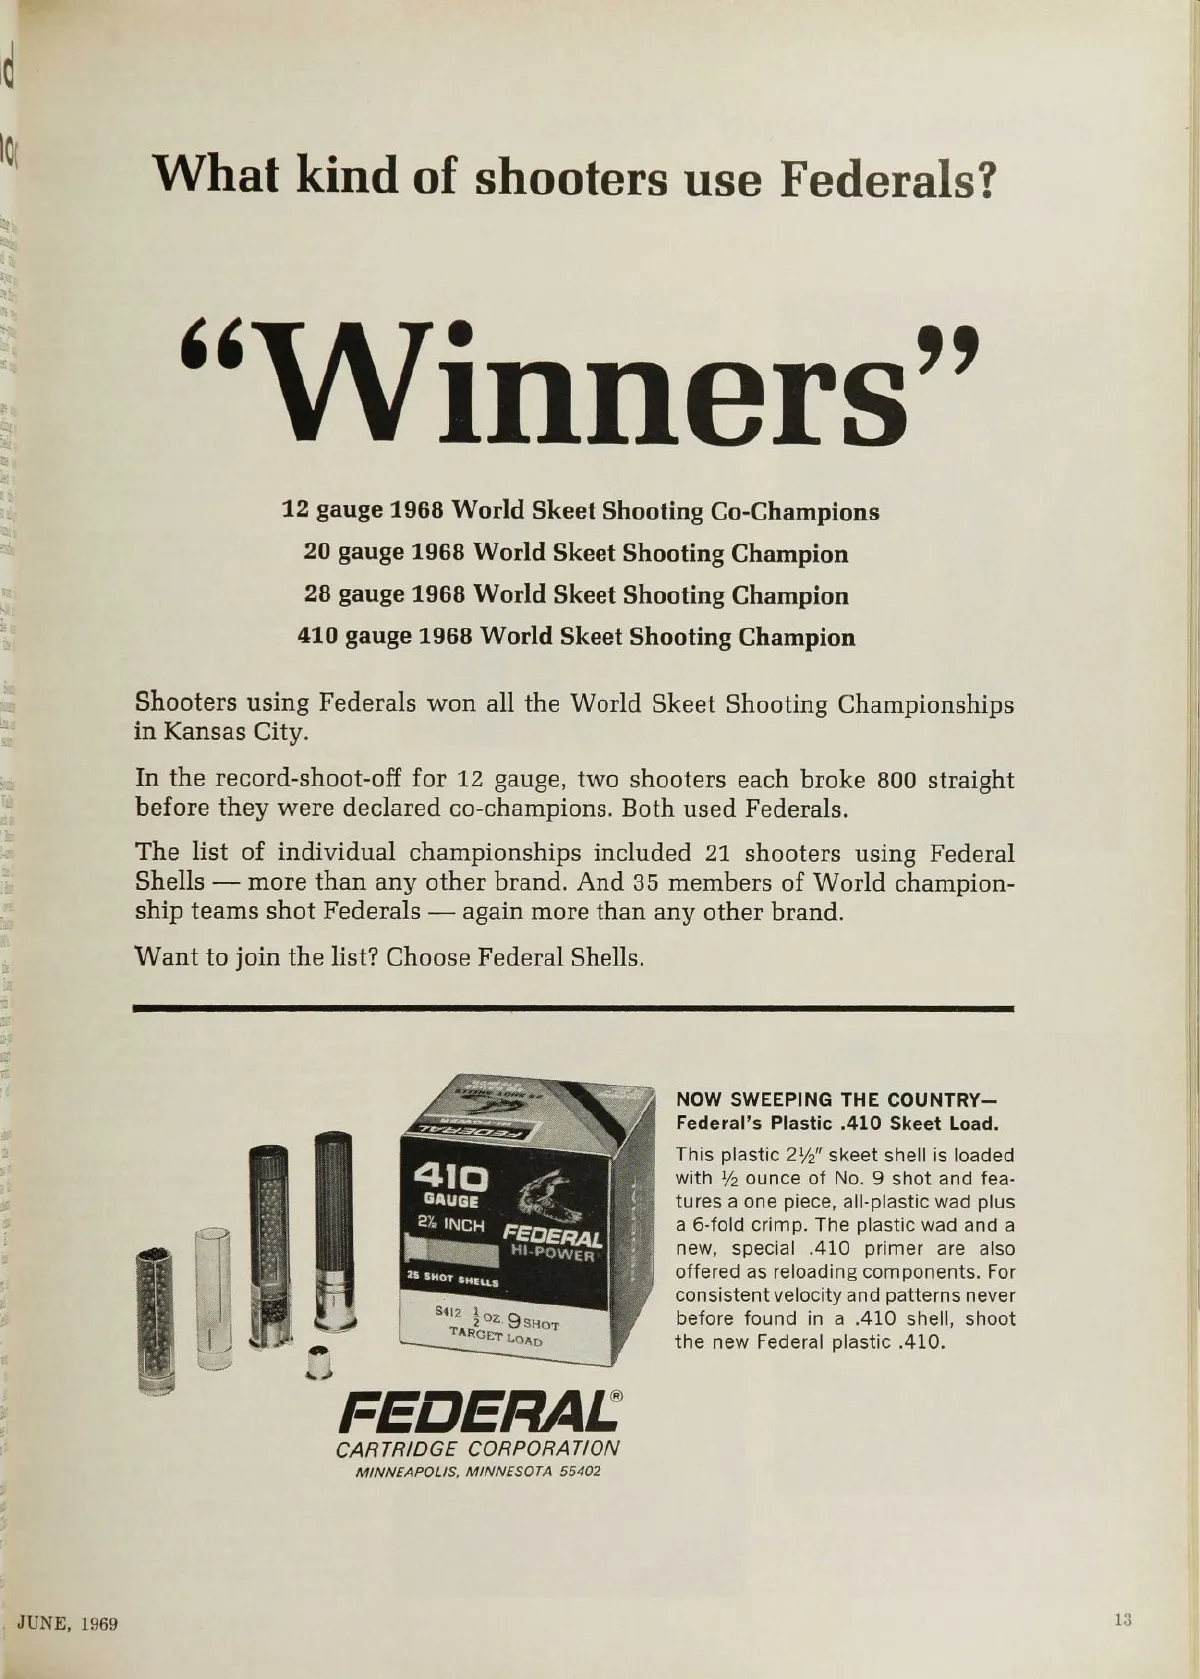 What kind of shooters use Federals?
“Winners”
12 gauge 1968 World Skeet Shooting Co-Champions
20 gauge 1968 World Skeet Shooting Champion
28 gauge 1968 World Skeet Shooting Champion
410 gauge 1968 World Skeet Shooting Champion
Shooters using Federals won all the World Skeet Shooting Championships
in Kansas City.
In the record-shoot-off for 12 gauge, two shooters each broke 800 straight
before they were declared co-champions. Both used Federals.
The list of individual championships included 21 shooters using Federal
Shells — more than any other brand. And 35 members of World champion-
ship teams shot Federals — again more than any other brand.
Want to join the list? Choose Federal Shells.
FEDERAL
410
GAUGE
2½ INCH
FEDERAL
HI-POWER
25 SHOT SHELLS
S412 ½ OZ. 9 SHOT
TARGET LOAD
NOW SWEEPING THE COUNTRY—
Federal's Plastic .410 Skeet Load.
This plastic 2½" skeet shell is loaded
with ½ ounce of No. 9 shot and fea-
tures a one piece, all-plastic wad plus
a 6-fold crimp. The plastic wad and a
new, special .410 primer are also
offered as reloading components. For
consistent velocity and patterns never
before found in a .410 shell, shoot
the new Federal plastic .410.
FEDERAL®
CARTRIDGE CORPORATION
MINNEAPOLIS, MINNESOTA 55402
JUNE, 1969
13